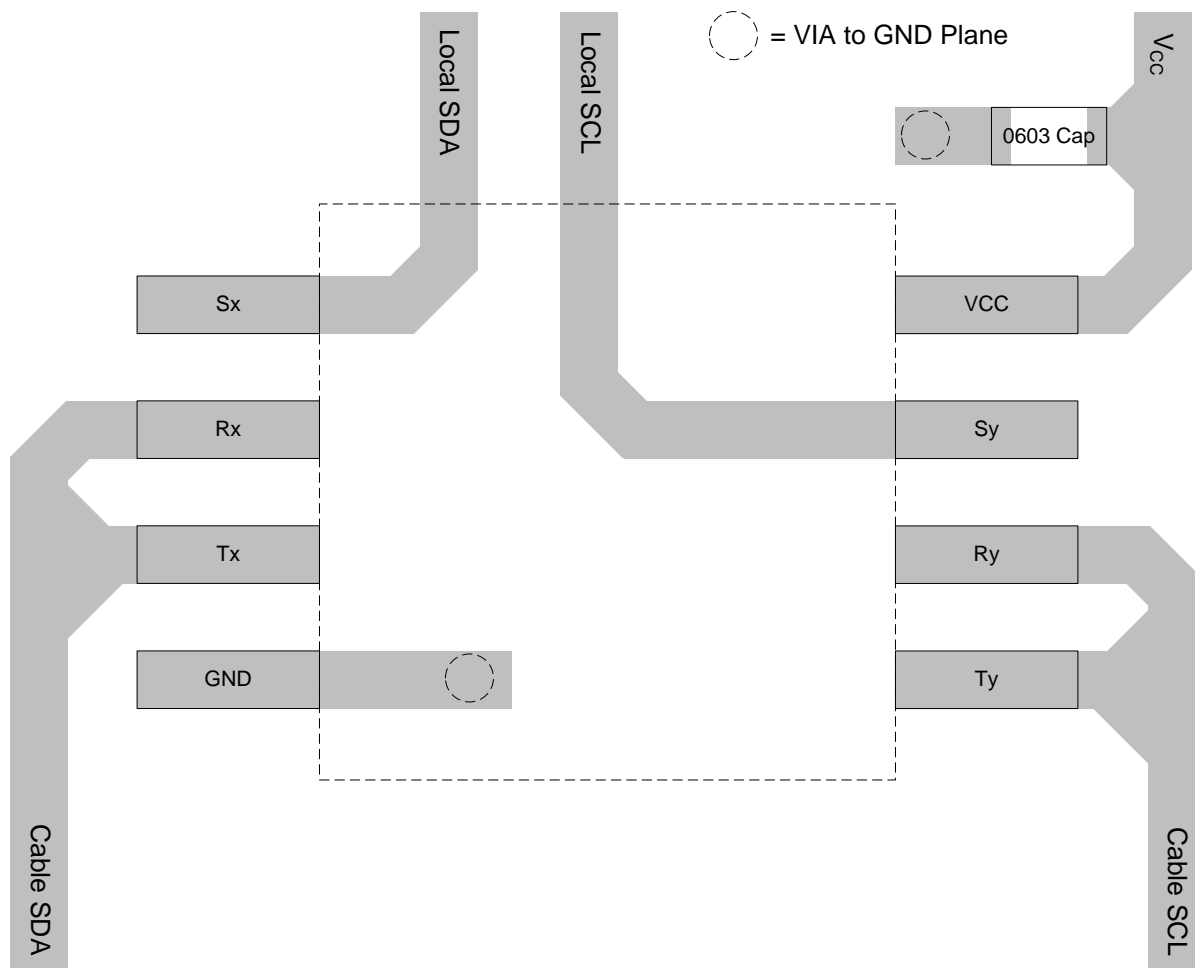 Local SDA
Local SCL
= VIA to GND Plane
VCC
0603 Cap
Sx
VCC
Rx
Sy
Tx
Ry
GND
Ty
Cable SDA
Cable SCL